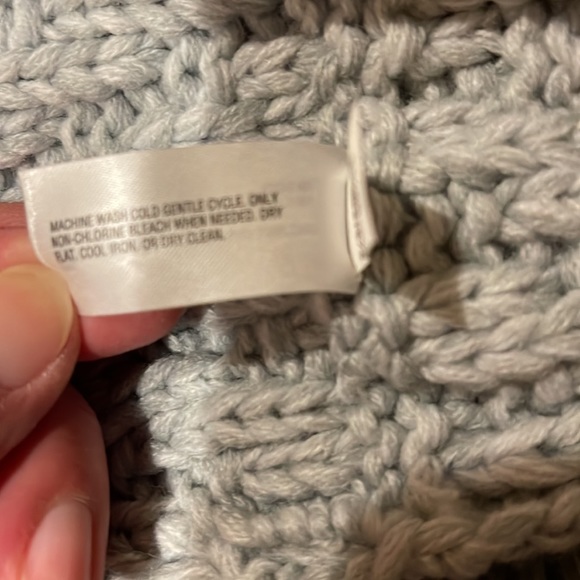 MACHINE WASH COLD GENTLE CYCLE, ONLY
NON-CHLORINE BLEACH WHEN NEEDED, DRY
FLAT, COOL IRON, OR DRY CLEAN.